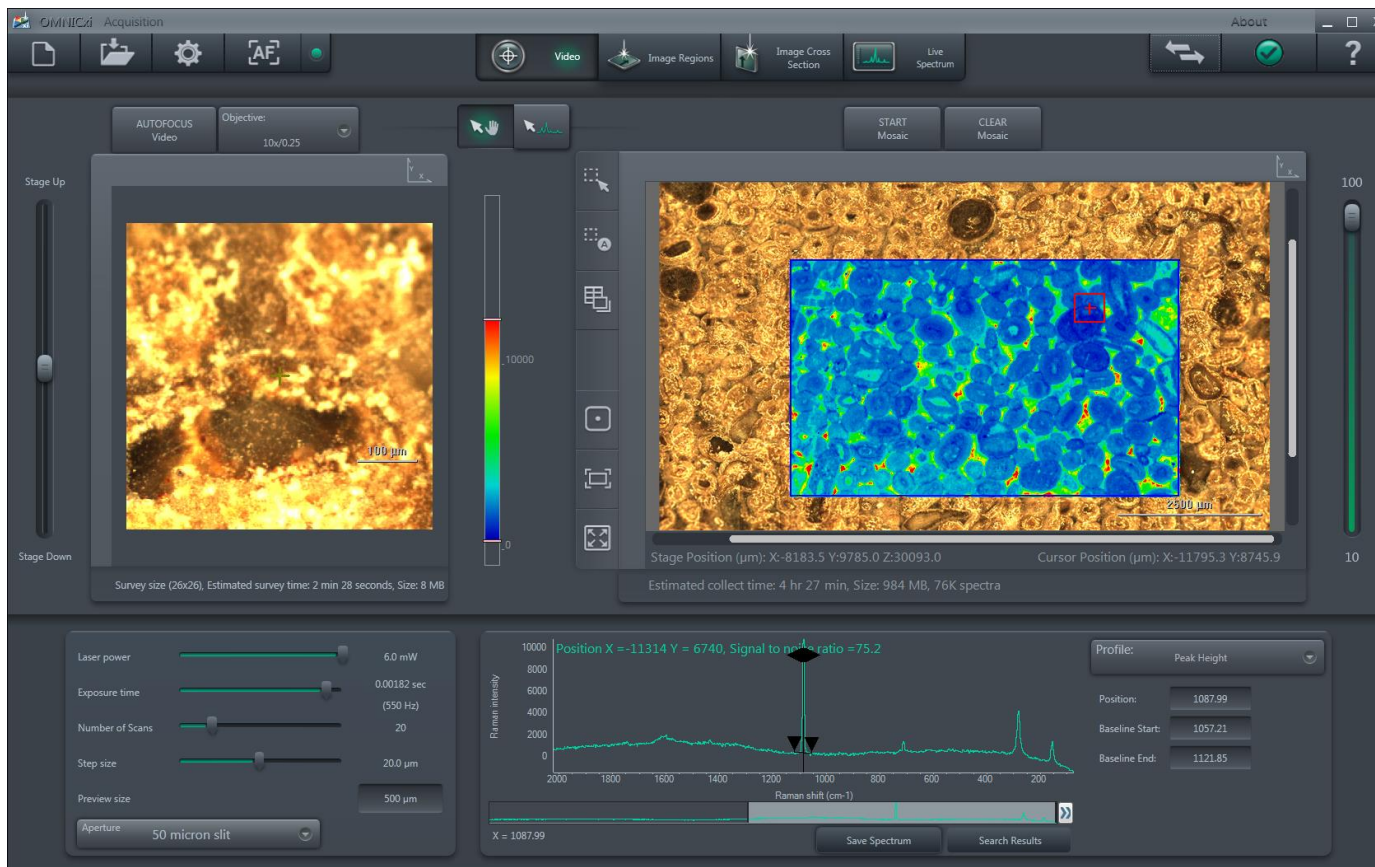 OMNICxi Acquisition
About
AF
Video
Image Regions
Image Cross
Section
Live
Spectrum
?
AUTOFOCUS
Video
Objective:
10x/0.25
START
Mosaic
CLEAR
Mosaic
Stage Up
Y
X
A
Y
X
100
10000
100 µm
0
2500 µm
Stage Down
10
Stage Position (µm): X:-8183.5 Y:9785.0 Z:30093.0
Cursor Position (µm): X:-11795.3 Y:8745.9
Survey size (26x26), Estimated survey time: 2 min 28 seconds, Size: 8 MB
Estimated collect time: 4 hr 27 min, Size: 984 MB, 76K spectra
Laser power
6.0 mW
Exposure time
0.00182 sec
(550 Hz)
Number of Scans
20
Step size
20.0 µm
Preview size
500 µm
Aperture
50 micron slit
Position X =-11314 Y = 6740, Signal to noise ratio =75.2
Raman intensity
10000
8000
6000
4000
2000
0
2000 1800 1600 1400 1200 1000 800 600 400 200
Raman shift (cm-1)
X = 1087.99
Save Spectrum
Search Results
Profile:
Peak Height
Position:
1087.99
Baseline Start:
1057.21
Baseline End:
1121.85